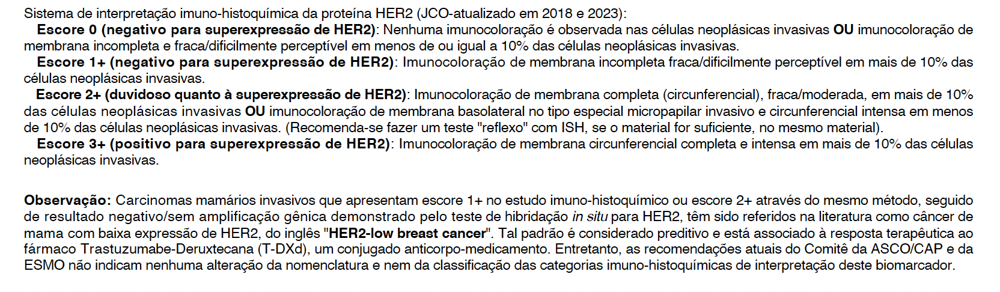 Sistema de interpretação imuno-histoquímica da proteína HER2 (JCO-atualizado em 2018 e 2023):
Escore 0 (negativo para superexpressão de HER2): Nenhuma imunocoloração é observada nas células neoplásicas invasivas OU imunocoloração de
membrana incompleta e fraca/dificilmente perceptível em menos de ou igual a 10% das células neoplásicas invasivas.
Escore 1+ (negativo para superexpressão de HER2): Imunocoloração de membrana incompleta fraca/dificilmente perceptível em mais de 10% das
células neoplásicas invasivas.
Escore 2+ (duvidoso quanto à superexpressão de HER2): Imunocoloração de membrana completa (circunferencial), fraca/moderada, em mais de 10%
das células neoplásicas invasivas OU imunocoloração de membrana basolateral no tipo especial micropapilar invasivo e circunferencial intensa em menos
de 10% das células neoplásicas invasivas. (Recomenda-se fazer um teste "reflexo" com ISH, se o material for suficiente, no mesmo material).
Escore 3+ (positivo para superexpressão de HER2): Imunocoloração de membrana circunferencial completa e intensa em mais de 10% das células
neoplásicas invasivas.
Observação: Carcinomas mamários invasivos que apresentam escore 1+ no estudo imuno-histoquímico ou escore 2+ através do mesmo método, seguido
de resultado negativo/sem amplificação gênica demonstrado pelo teste de hibridação in situ para HER2, têm sido referidos na literatura como câncer de
mama com baixa expressão de HER2, do inglês "HER2-low breast cancer". Tal padrão é considerado preditivo e está associado à resposta terapêutica ao
fármaco Trastuzumabe-Deruxtecana (T-DXd), um conjugado anticorpo-medicamento. Entretanto, as recomendações atuais do Comitê da ASCO/CAP e da
ESMO não indicam nenhuma alteração da nomenclatura e nem da classificação das categorias imuno-histoquímicas de interpretação deste biomarcador.